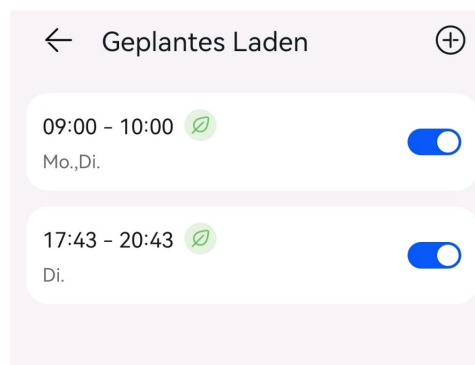 Geplantes Laden
09:00 - 10:00
Mo.,Di.
17:43 - 20:43
Di.